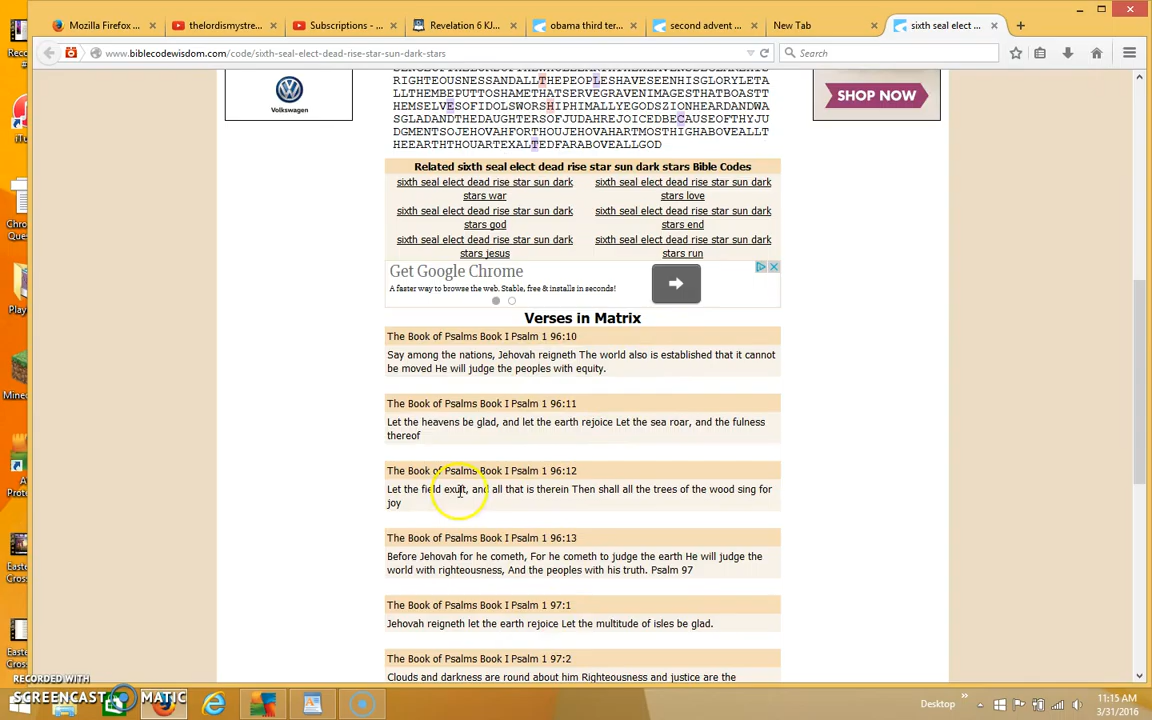 Mozilla Firefox ...
thelordismystre...
Subscriptions - ...
Revelation 6 KJ...
obama third ter...
second advent ...
New Tab
sixth seal elect ...
www.biblecodewisdom.com/code/sixth-seal-elect-dead-rise-star-sun-dark-stars
Search
RIGHTEOUSNESSANDALLTHEPEOPLESHAVESEENHISGLORYLETA
LLTHEMBEPUTTOSHAMETHATSERVEGRAVENIMAGESTHATBOASTT
HEMSELVESOFIDOLSWORSHIPHIMALLYEGODSZIONHEARDANDWA
SGLADANDTHEDAUGHTERSOFJUDAHREJOICEDBECAUSEOFTHYJU
DGMENTSOJEHOVAHFORTHOUJEHOVAHARTMOSTHIGHABOVEALLT
HEEARTHTHOUARTEXALTEDFARABOVEALLGOD
Volkswagen
SHOP NOW
Related sixth seal elect dead rise star sun dark stars Bible Codes
sixth seal elect dead rise star sun dark
stars war
sixth seal elect dead rise star sun dark
stars love
sixth seal elect dead rise star sun dark
stars god
sixth seal elect dead rise star sun dark
stars end
sixth seal elect dead rise star sun dark
stars jesus
sixth seal elect dead rise star sun dark
stars run
Get Google Chrome
A faster way to browse the web. Stable, free & installs in seconds!
Verses in Matrix
The Book of Psalms Book I Psalm 1 96:10
Say among the nations, Jehovah reigneth The world also is established that it cannot
be moved He will judge the peoples with equity.
The Book of Psalms Book I Psalm 1 96:11
Let the heavens be glad, and let the earth rejoice Let the sea roar, and the fulness
thereof
The Book of Psalms Book I Psalm 1 96:12
Let the field exult, and all that is therein Then shall all the trees of the wood sing for
joy
The Book of Psalms Book I Psalm 1 96:13
Before Jehovah for he cometh, For he cometh to judge the earth He will judge the
world with righteousness, And the peoples with his truth. Psalm 97
The Book of Psalms Book I Psalm 1 97:1
Jehovah reigneth let the earth rejoice Let the multitude of isles be glad.
The Book of Psalms Book I Psalm 1 97:2
Clouds and darkness are round about him Righteousness and justice are the
Reco
iTu
Chro
Que
Play
Minec
A
Prote
Easte
Cros
Easte
Cros
RECORDED WITH
SCREENCAST MATIC
Desktop
11:15 AM
3/31/2016